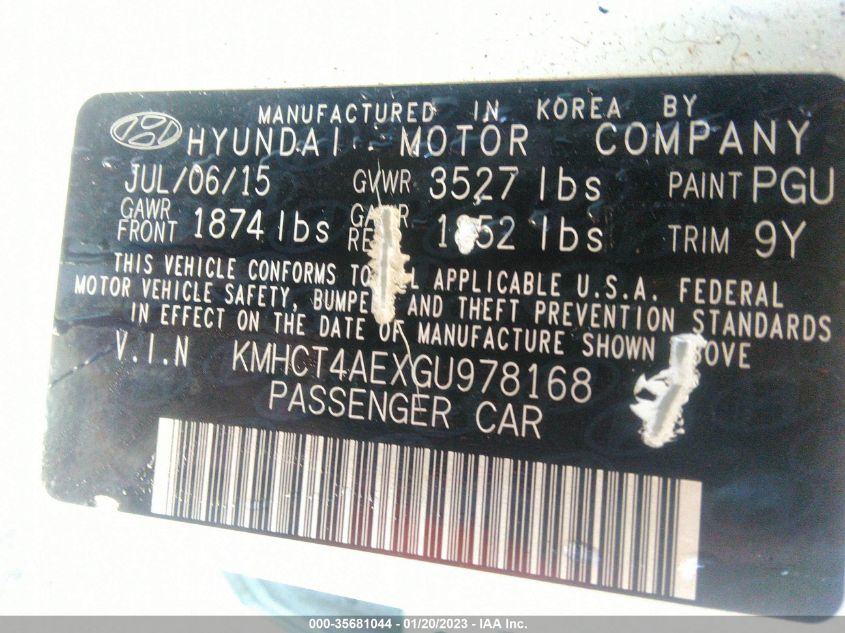 MANUFACTURED IN KOREA BY
HYUNDAI MOTOR COMPANY
JUL/06/15 GVWR 3527 lbs PAINT PGU
GAWR FRONT 1874 lbs lbs TRIM 9Y
THIS VEHICLE CONFORMS TO APPLICABLE U.S.A. FEDERAL
MOTOR VEHICLE SAFETY, AND THEFT PREVENTION STANDARDS
IN EFFECT ON THE DATE OF MANUFACTURE SHOWN
V.I.N KMHCT4AEXGU978168
PASSENGER CAR
000-35681044 - 01/20/2023 - IAA Inc.